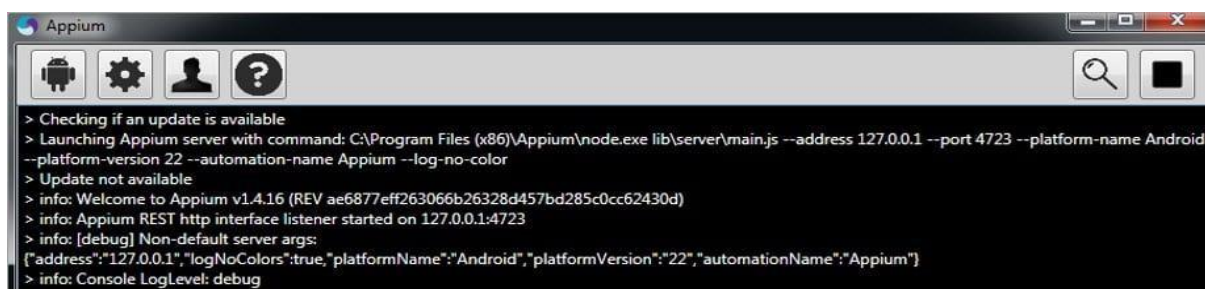 Appium
> Checking if an update is available
> Launching Appium server with command: C:\Program Files (x86)\Appium\node.exe lib\server\main.js --address 127.0.0.1 --port 4723 --platform-name Android
--platform-version 22 --automation-name Appium --log-no-color
> Update not available
> info: Welcome to Appium v1.4.16 (REV ae6877eff263066b26328d457bd285c0cc62430d)
> info: Appium REST http interface listener started on 127.0.0.1:4723
> info: [debug] Non-default server args:
{"address":"127.0.0.1","logNoColors":true,"platformName":"Android","platformVersion":"22","automationName":"Appium"}
> info: Console LogLevel: debug